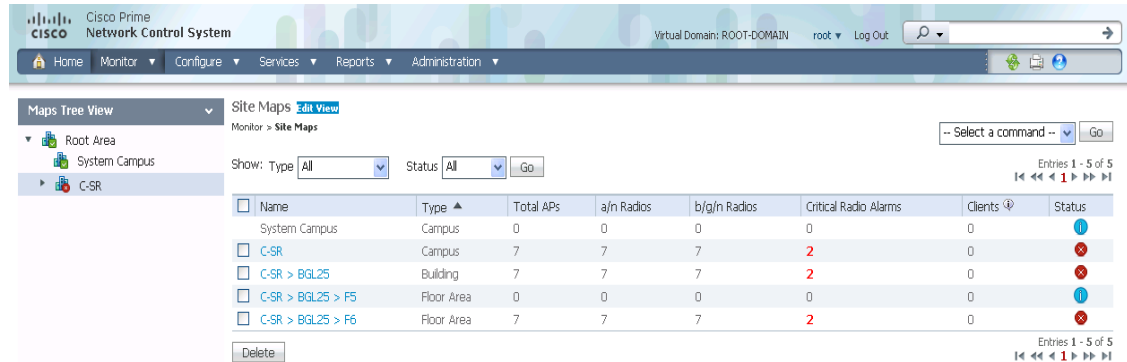 Cisco Prime
CISCO Network Control System
Virtual Domain: ROOT-DOMAIN root Log Out
Home Monitor Configure Services Reports Administration
Maps Tree View
Root Area
System Campus
C-SR
Site Maps Edit View
Monitor > Site Maps
-- Select a command -- Go
Show: Type All Status All Go
Entries 1 - 5 of 5
1
Name Type Total APs a/n Radios b/g/n Radios Critical Radio Alarms Clients Status
System Campus Campus 0 0 0 0 0
C-SR Campus 7 7 7 2 0
C-SR > BGL25 Building 7 7 7 2 0
C-SR > BGL25 > F5 Floor Area 0 0 0 0 0
C-SR > BGL25 > F6 Floor Area 7 7 7 2 0
Delete
Entries 1 - 5 of 5
1